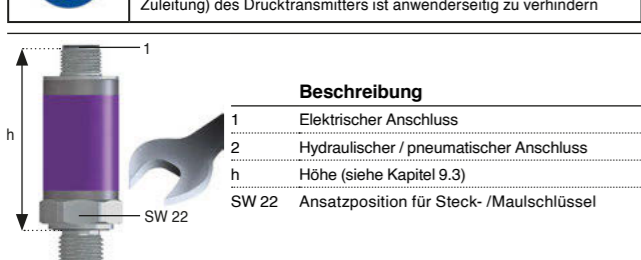 Zuleitung) des Drucktransmitters ist anwenderseitig zu verhindern
1
h
SW 22
Beschreibung
1 Elektrischer Anschluss
2 Hydraulischer / pneumatischer Anschluss
h Höhe (siehe Kapitel 9.3)
SW 22 Ansatzposition für Steck- /Maulschlüssel